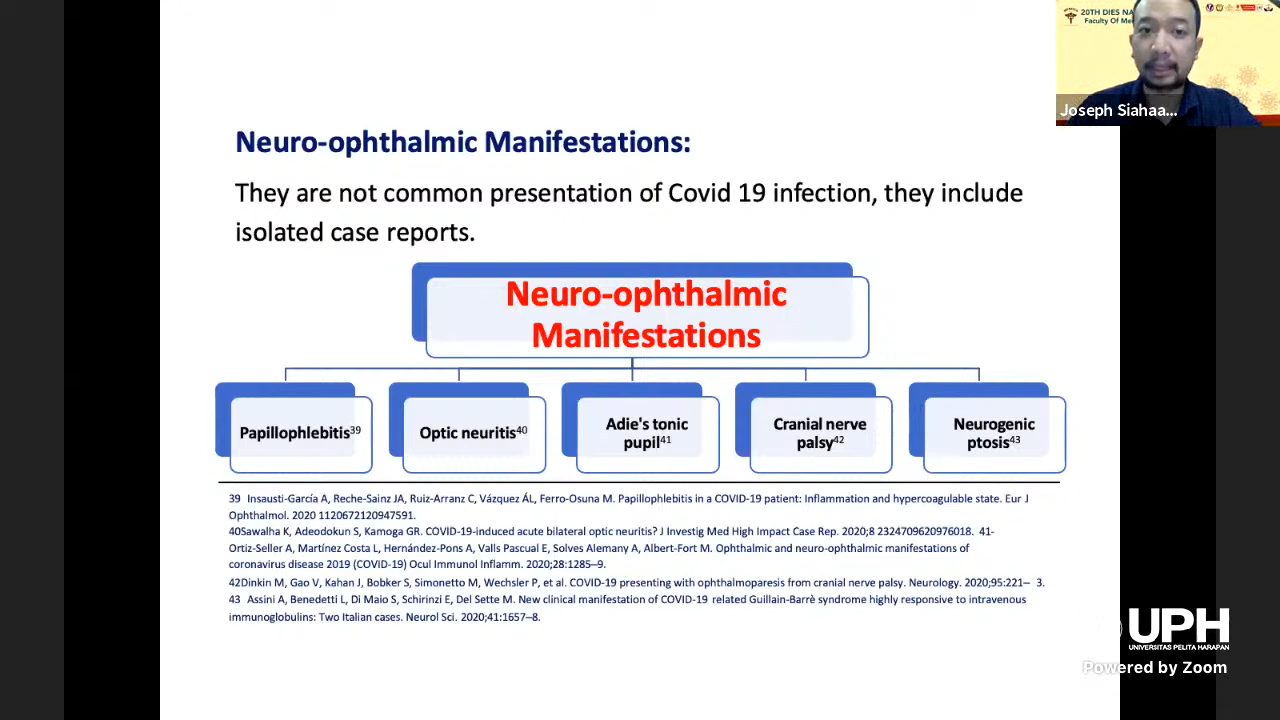 20TH DIES NA
Faculty Of Me
Joseph Siahaa...
Neuro-ophthalmic Manifestations:
They are not common presentation of Covid 19 infection, they include
isolated case reports.
Neuro-ophthalmic
Manifestations
Papillophlebitis39
Optic neuritis40
Adie's tonic
pupil41
Cranial nerve
palsy42
Neurogenic
ptosis43
39 Insausti-García A, Reche-Sainz JA, Ruiz-Arranz C, Vázquez ÁL, Ferro-Osuna M. Papillophlebitis in a COVID-19 patient: Inflammation and hypercoagulable state. Eur J
Ophthalmol. 2020 1120672120947591.
40Sawalha K, Adeodokun S, Kamoga GR. COVID-19-induced acute bilateral optic neuritis? J Investig Med High Impact Case Rep. 2020;8 2324709620976018. 41-
Ortiz-Seller A, Martínez Costa L, Hernández-Pons A, Valls Pascual E, Solves Alemany A, Albert-Fort M. Ophthalmic and neuro-ophthalmic manifestations of
coronavirus disease 2019 (COVID-19) Ocul Immunol Inflamm. 2020;28:1285–9.
42Dinkin M, Gao V, Kahan J, Bobker S, Simonetto M, Wechsler P, et al. COVID-19 presenting with ophthalmoparesis from cranial nerve palsy. Neurology. 2020;95:221– 3.
43 Assini A, Benedetti L, Di Maio S, Schirinzi E, Del Sette M. New clinical manifestation of COVID-19 related Guillain-Barrè syndrome highly responsive to intravenous
immunoglobulins: Two Italian cases. Neurol Sci. 2020;41:1657–8.
UPH
UNIVERSITAS PELITA HARAPAN
Powered by Zoom